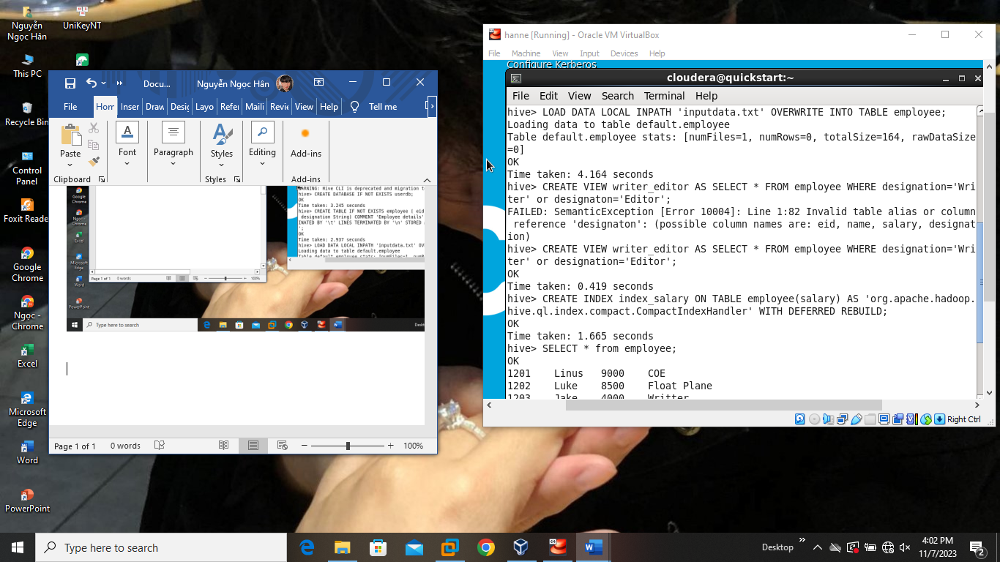 Nguyễn
Ngọc Hân
UniKeyNT
This PC
Recycle Bin
Control
Panel
Foxit Reade
Google
Chrome
Ngoc -
Chrome
Excel
Microsoft
Edge
Word
PowerPoint
Docu...
Nguyễn Ngọc Hân
File
Hom
Inser
Draw
Desig
Layo
Refer
Maili
Revie
View
Help
Tell me
Paste
Font
Paragraph
Styles
Editing
Add-ins
Clipboard
Styles
Add-ins
Google
Chrome
Ngoc -
Chrome
Excel
Microsoft
Edge
Word
PowerPoint
Page 1 of 1
0 words
100%
WARNING: Hive CLI is deprecated and migration to
hive> CREATE DATABASE IF NOT EXISTS userdb;
OK
Time taken: 3.245 seconds
hive> CREATE TABLE IF NOT EXISTS employee ( eid
designation String) COMMENT 'Employee details'
INATED BY '\t' LINES TERMINATED BY '\n' STORED
';
OK
Time taken: 2.937 seconds
hive> LOAD DATA LOCAL INPATH 'inputdata.txt' OV
Loading data to table default.employee
Type here to search
Page 1 of 1
0 words
100%
hanne [Running] - Oracle VM VirtualBox
File
Machine
View
Input
Devices
Help
Configure Kerberos
cloudera@quickstart:~
File Edit View Search Terminal Help
hive> LOAD DATA LOCAL INPATH 'inputdata.txt' OVERWRITE INTO TABLE employee;
Loading data to table default.employee
Table default.employee stats: [numFiles=1, numRows=0, totalSize=164, rawDataSize
=0]
OK
Time taken: 4.164 seconds
hive> CREATE VIEW writer_editor AS SELECT * FROM employee WHERE designation='Wri
ter' or designaton='Editor';
FAILED: SemanticException [Error 10004]: Line 1:82 Invalid table alias or column
reference 'designaton': (possible column names are: eid, name, salary, designat
ion)
hive> CREATE VIEW writer_editor AS SELECT * FROM employee WHERE designation='Wri
ter' or designation='Editor';
OK
Time taken: 0.419 seconds
hive> CREATE INDEX index_salary ON TABLE employee(salary) AS 'org.apache.hadoop.
hive.ql.index.compact.CompactIndexHandler' WITH DEFERRED REBUILD;
OK
Time taken: 1.665 seconds
hive> SELECT * from employee;
OK
1201 Linus 9000 COE
1202 Luke 8500 Float Plane
1203 Jake 4000 Writter
Right Ctrl
Type here to search
Desktop
4:02 PM
11/7/2023
2